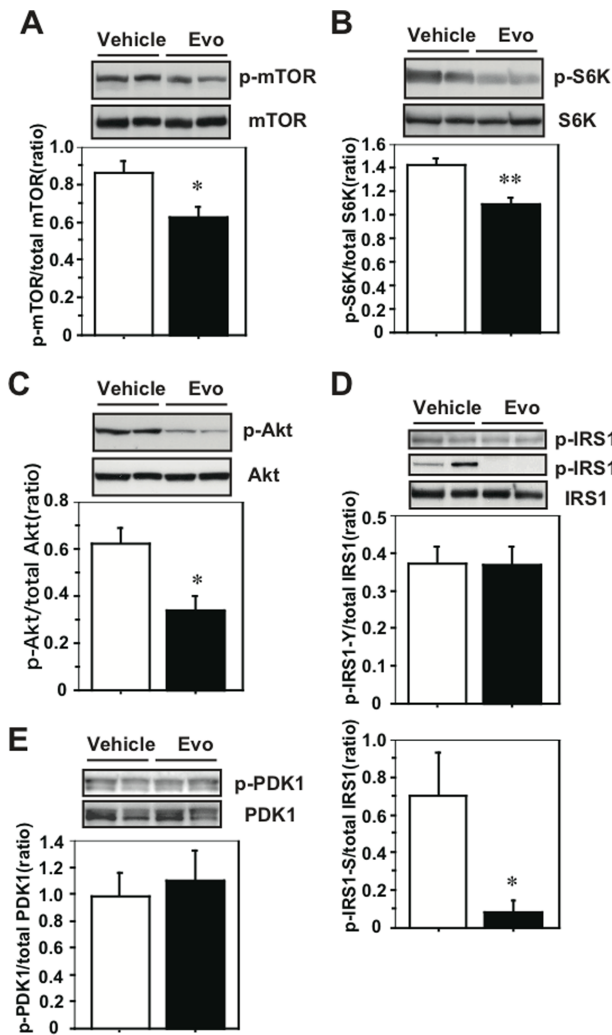 A
Vehicle Evo
p-mTOR
mTOR
p-mTOR/total mTOR(ratio)
1.0
0.8
0.6
0.4
0.2
0
*
B
Vehicle Evo
p-S6K
S6K
p-S6K/total S6K(ratio)
1.6
1.4
1.2
1.0
0.8
0.6
0.4
0.2
0
**
C
Vehicle Evo
p-Akt
Akt
p-Akt/total Akt(ratio)
0.8
0.6
0.4
0.2
0
*
D
Vehicle Evo
p-IRS1
p-IRS1
IRS1
p-IRS1-Y/total IRS1(ratio)
0.5
0.4
0.3
0.2
0.1
0
p-IRS1-S/total IRS1(ratio)
1.0
0.8
0.6
0.4
0.2
0
*
E
Vehicle Evo
p-PDK1
PDK1
p-PDK1/total PDK1(ratio)
1.4
1.2
1.0
0.8
0.6
0.4
0.2
0.0